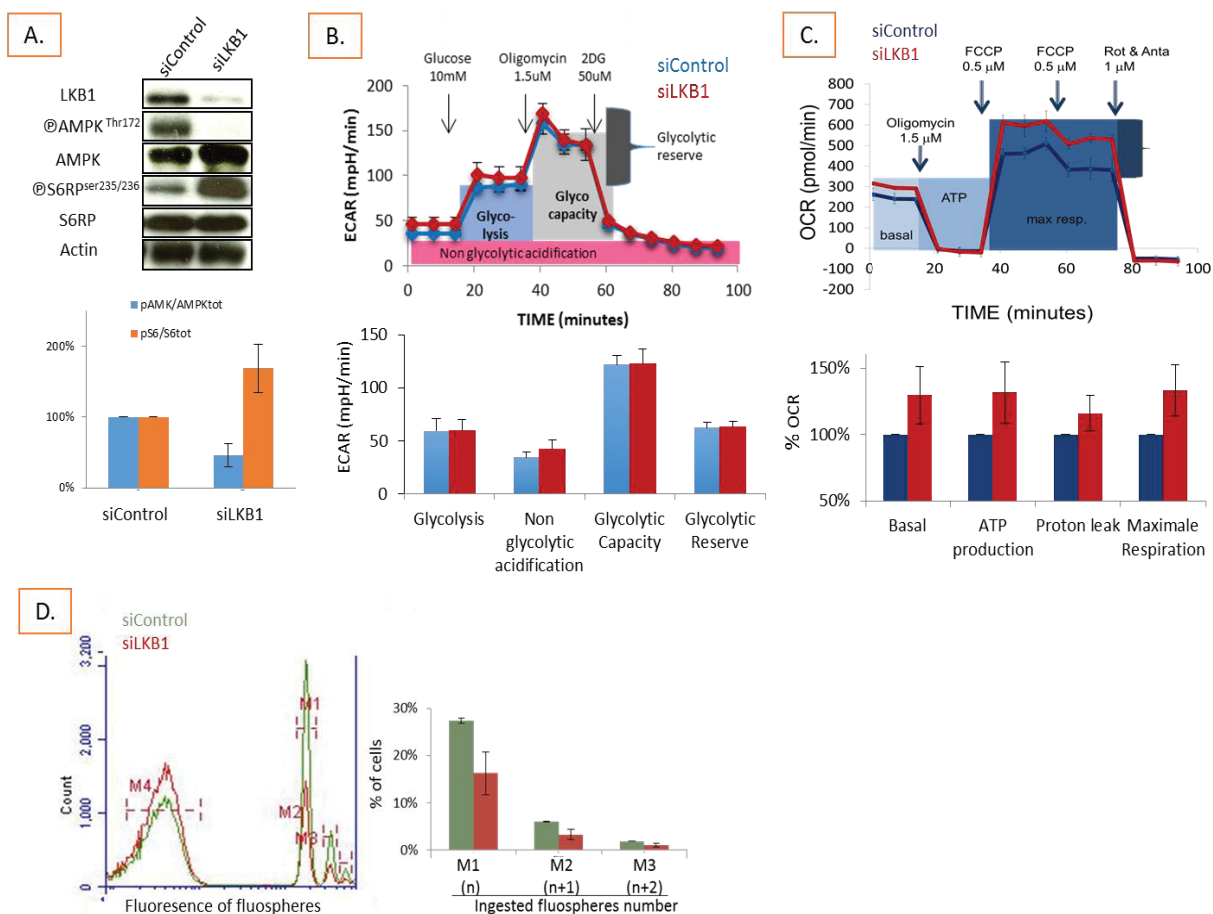 A.
siControl
siLKB1
LKB1
ⓅAMPK Thr172
AMPK
ⓅS6RPser235/236
S6RP
Actin
pAMK/AMPKtot
pS6/S6tot
200%
100%
0%
siControl
siLKB1
B.
Glucose
10mM
Oligomycin
1.5uM
2DG
50uM
siControl
siLKB1
ECAR (mpH/min)
200
150
100
50
0
Glycolytic
reserve
Glyco-
lysis
Glyco
capacity
Non glycolytic acidification
0 20 40 60 80 100
TIME (minutes)
ECAR (mpH/min)
150
100
50
0
Glycolysis
Non
glycolytic
acidification
Glycolytic
Capacity
Glycolytic
Reserve
C.
siControl
siLKB1
FCCP
0.5 µM
FCCP
0.5 µM
Rot & Anta
1 µM
Oligomycin
1.5 µM
OCR (pmol/min)
800
700
600
500
400
300
200
100
0
-100
-200
basal
ATP
max resp.
0 20 40 60 80 100
TIME (minutes)
% OCR
150%
100%
50%
Basal
ATP
production
Proton leak
Maximale
Respiration
D.
siControl
siLKB1
Count
3,200
2,000
1,000
0
M4
M1
M2
M3
Fluoresence of fluospheres
% of cells
30%
20%
10%
0%
M1
(n)
M2
(n+1)
M3
(n+2)
Ingested fluospheres number